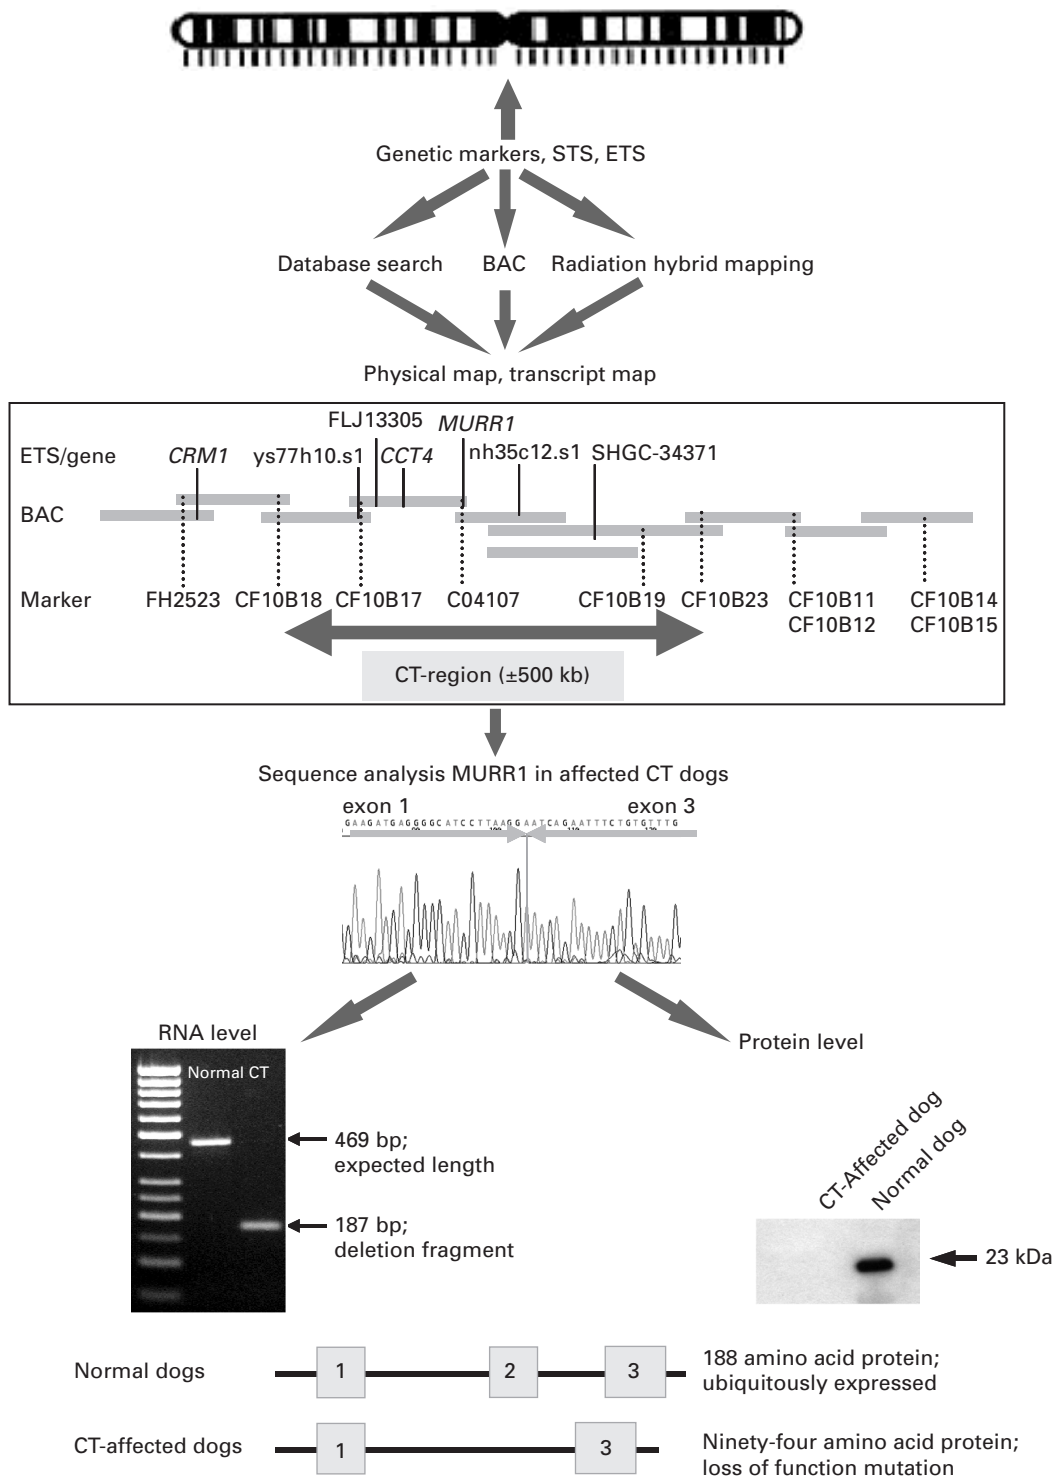 Genetic markers, STS, ETS
Database search BAC Radiation hybrid mapping
Physical map, transcript map
FLJ13305 MURR1
ETS/gene CRM1 ys77h10.s1 CCT4 nh35c12.s1 SHGC-34371
BAC
Marker FH2523 CF10B18 CF10B17 C04107 CF10B19 CF10B23 CF10B11 CF10B14
CF10B12 CF10B15
CT-region (±500 kb)
Sequence analysis MURR1 in affected CT dogs
exon 1 exon 3
GAAGATGAGGGGCATCCTTAAGGAATCAGAATTTCTGTGTTTG
RNA level
Protein level
Normal CT
469 bp;
expected length
187 bp;
deletion fragment
CT-Affected dog
Normal dog
23 kDa
Normal dogs 1 2 3 188 amino acid protein;
ubiquitously expressed
CT-affected dogs 1 3 Ninety-four amino acid protein;
loss of function mutation